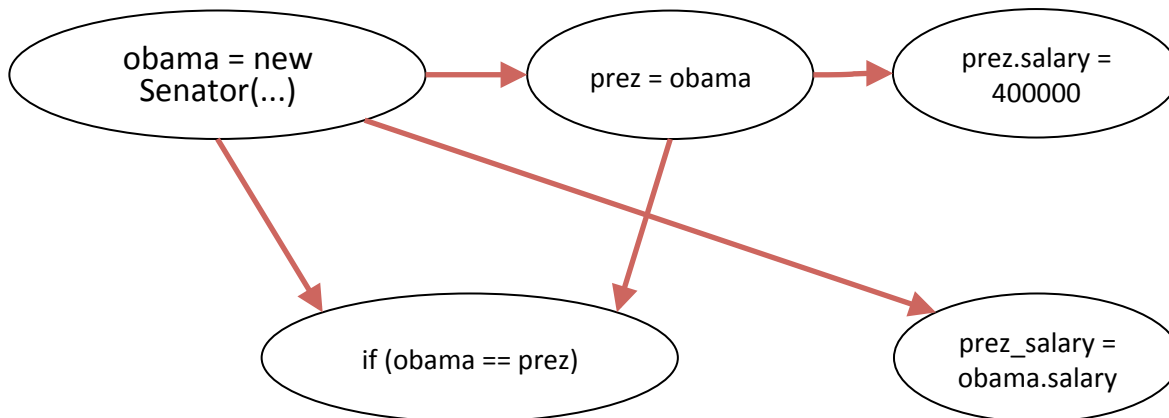 obama = new
Senator(...)
prez = obama
prez.salary =
400000
if (obama == prez)
prez_salary =
obama.salary